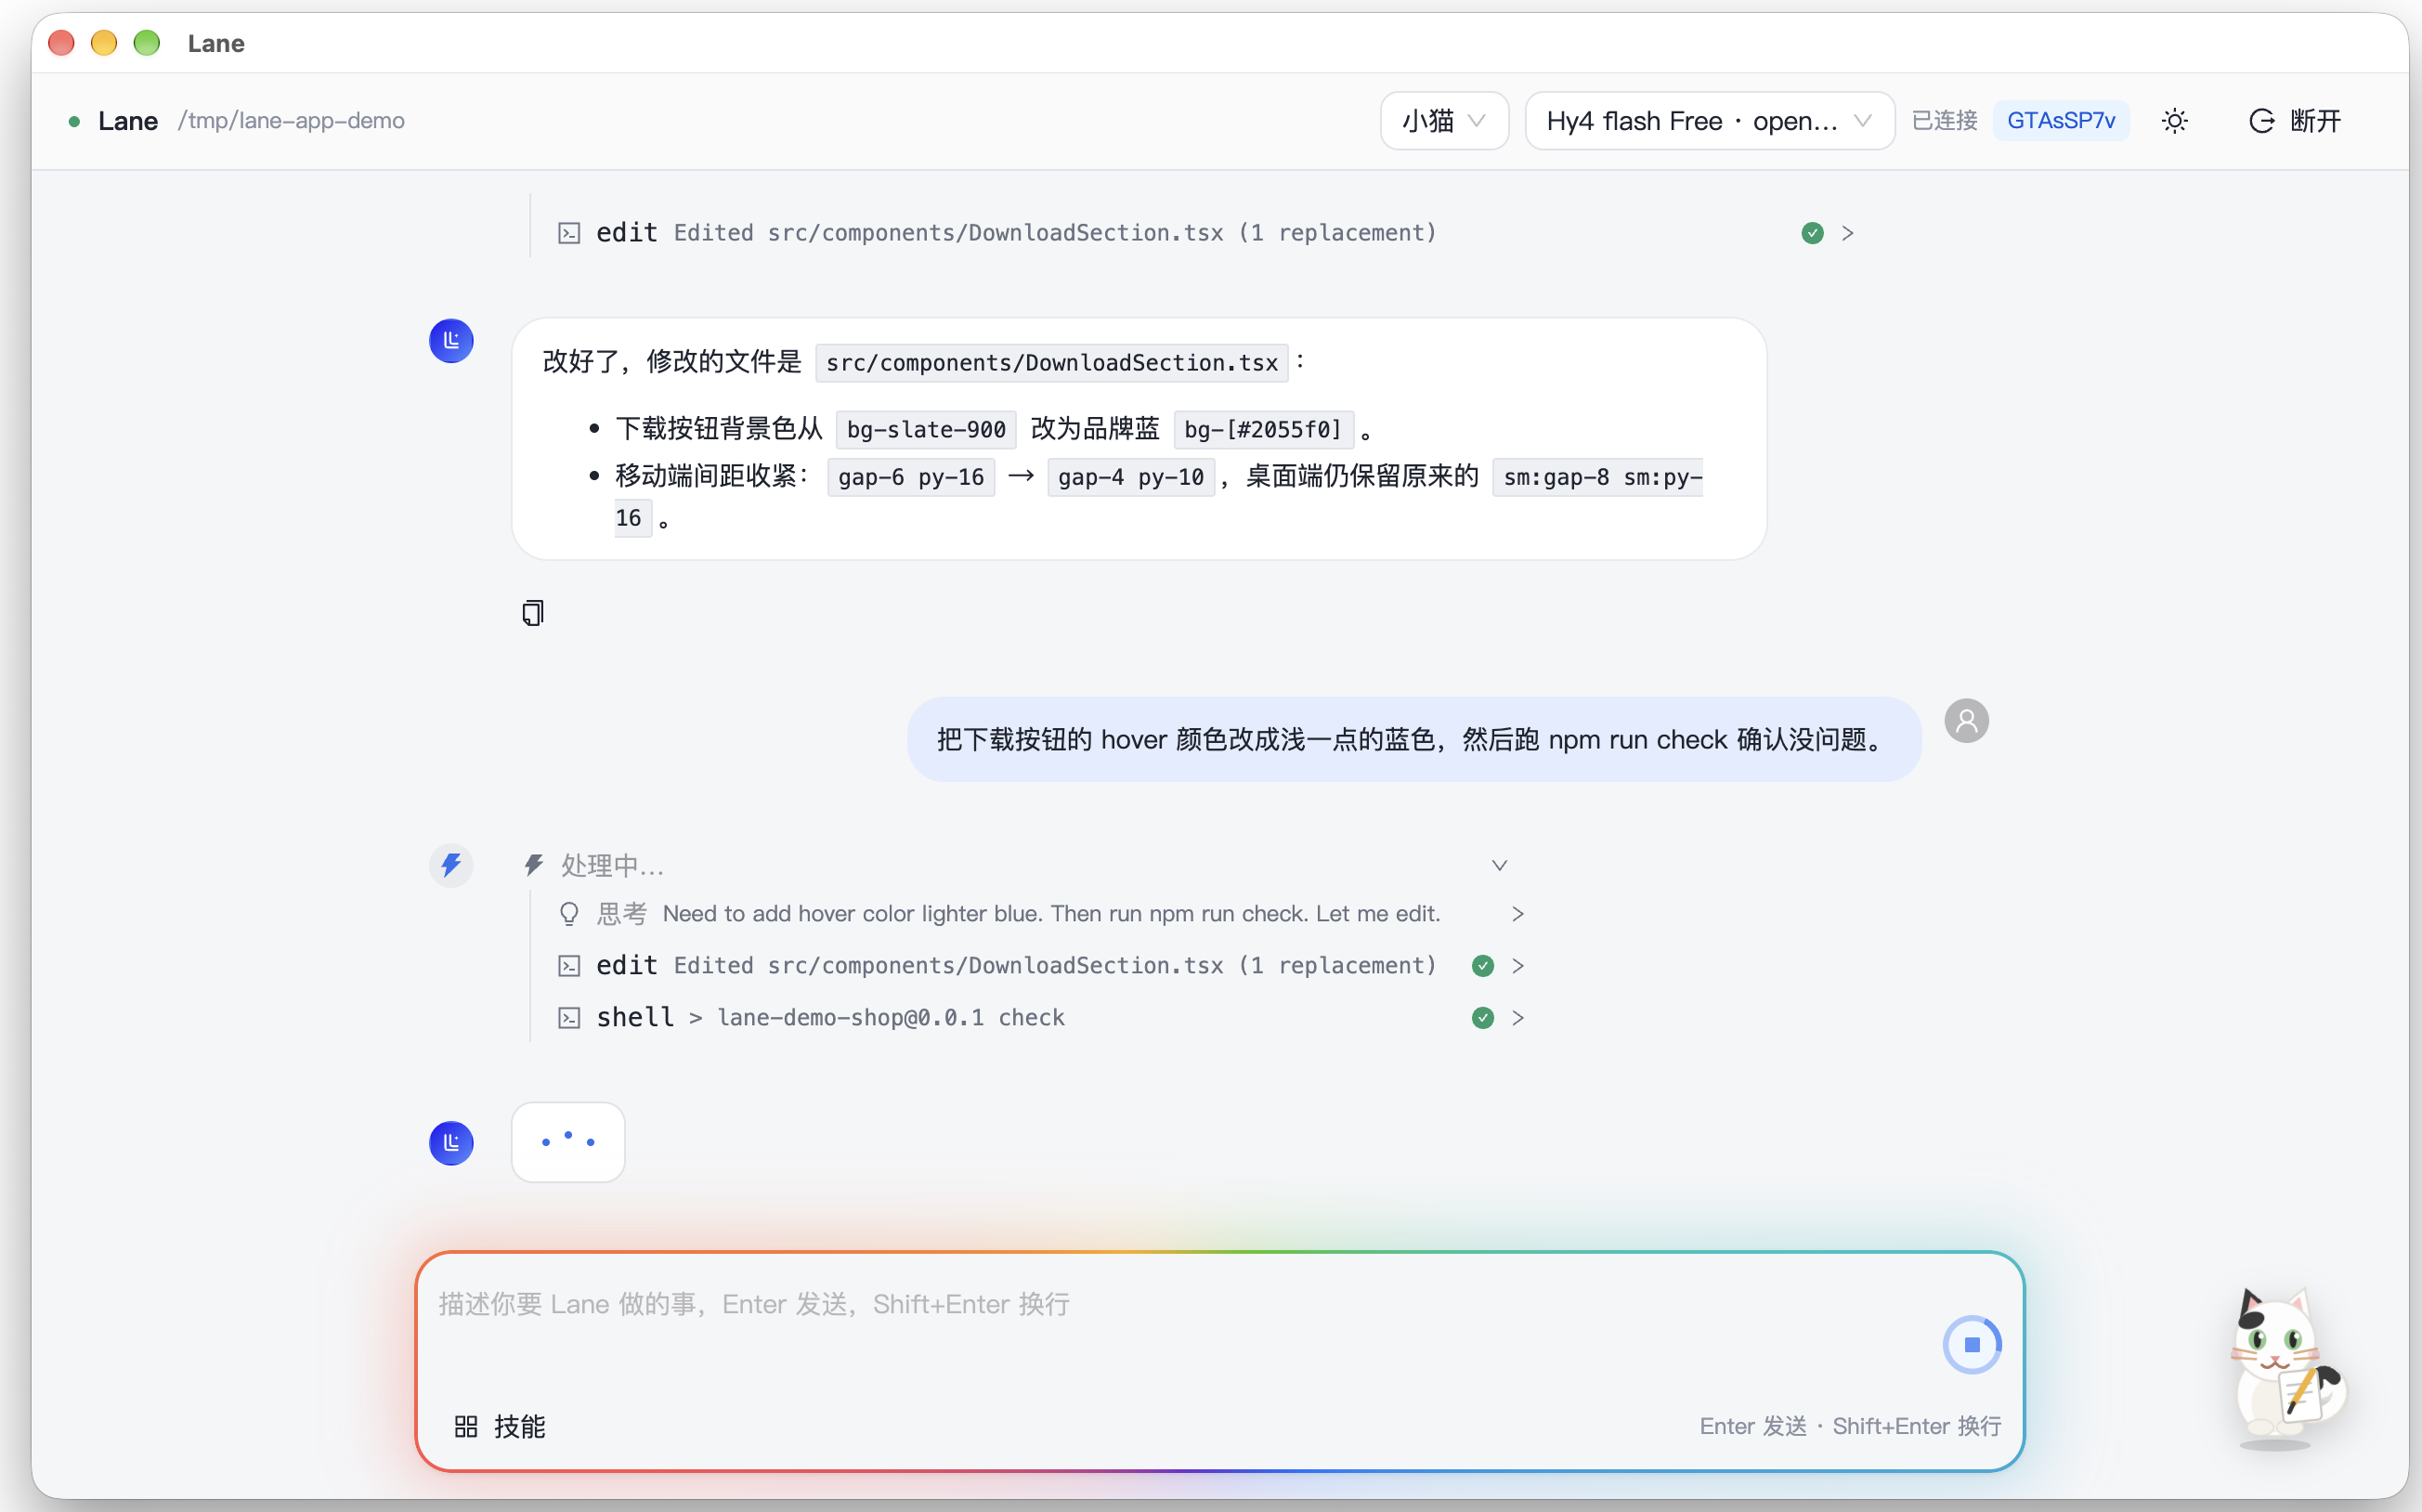 Lane
Lane /tmp/lane-app-demo 小猫 Hy4 flash Free · open... 已连接 GTAsSP7v 断开
edit Edited src/components/DownloadSection.tsx (1 replacement)
改好了，修改的文件是 src/components/DownloadSection.tsx：
• 下载按钮背景色从 bg-slate-900 改为品牌蓝 bg-[#2055f0]。
• 移动端间距收紧：gap-6 py-16 → gap-4 py-10，桌面端仍保留原来的 sm:gap-8 sm:py-
16。
把下载按钮的 hover 颜色改成浅一点的蓝色，然后跑 npm run check 确认没问题。
处理中...
思考 Need to add hover color lighter blue. Then run npm run check. Let me edit.
edit Edited src/components/DownloadSection.tsx (1 replacement)
shell > lane-demo-shop@0.0.1 check
描述你要 Lane 做的事，Enter 发送，Shift+Enter 换行
技能 Enter 发送 · Shift+Enter 换行